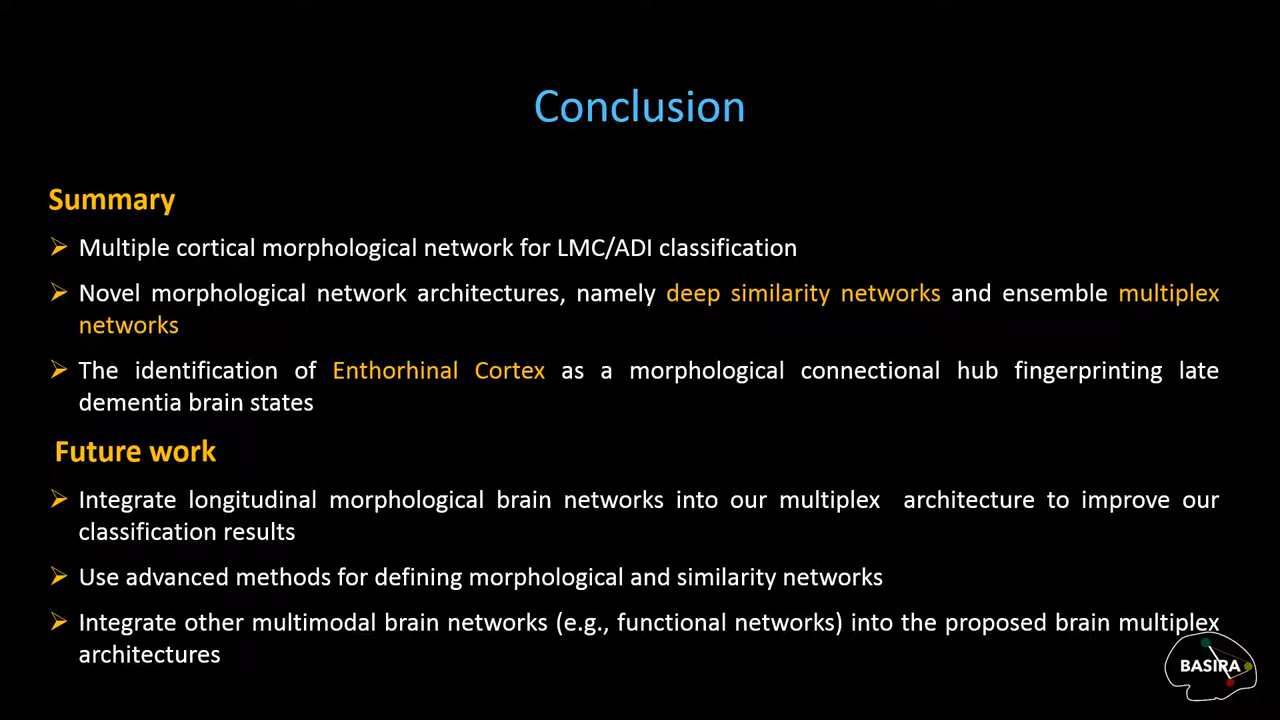 Conclusion
Summary
➢ Multiple cortical morphological network for LMC/ADI classification
➢ Novel morphological network architectures, namely deep similarity networks and ensemble multiplex
networks
➢ The identification of Enthorhinal Cortex as a morphological connectional hub fingerprinting late
dementia brain states
Future work
➢ Integrate longitudinal morphological brain networks into our multiplex architecture to improve our
classification results
➢ Use advanced methods for defining morphological and similarity networks
➢ Integrate other multimodal brain networks (e.g., functional networks) into the proposed brain multiplex
architectures
BASIRA